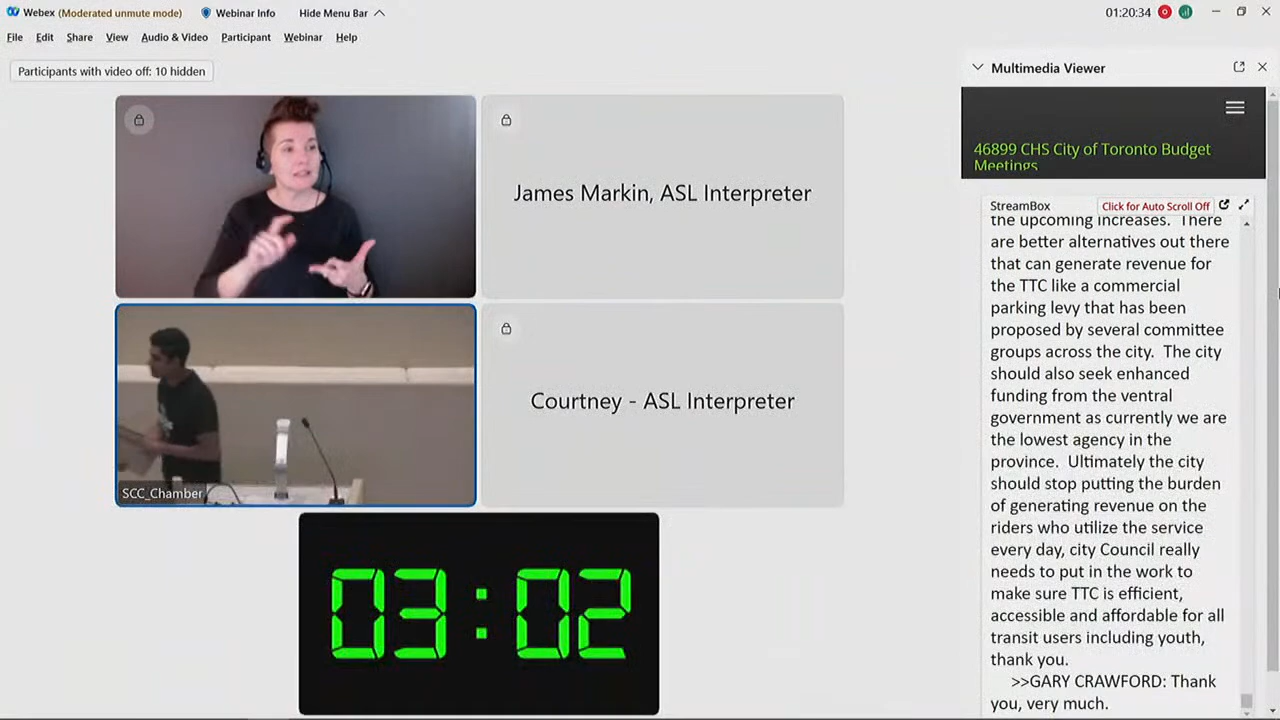 Webex (Moderated unmute mode) Webinar Info Hide Menu Bar 01:20:34
File Edit Share View Audio & Video Participant Webinar Help
Participants with video off: 10 hidden
Multimedia Viewer
James Markin, ASL Interpreter
SCC_Chamber
Courtney - ASL Interpreter
03:02
46899 CHS City of Toronto Budget
Meetings
StreamBox Click for Auto Scroll Off
the upcoming increases. There
are better alternatives out there
that can generate revenue for
the TTC like a commercial
parking levy that has been
proposed by several committee
groups across the city. The city
should also seek enhanced
funding from the ventral
government as currently we are
the lowest agency in the
province. Ultimately the city
should stop putting the burden
of generating revenue on the
riders who utilize the service
every day, city Council really
needs to put in the work to
make sure TTC is efficient,
accessible and affordable for all
transit users including youth,
thank you.
>>GARY CRAWFORD: Thank
you, very much.